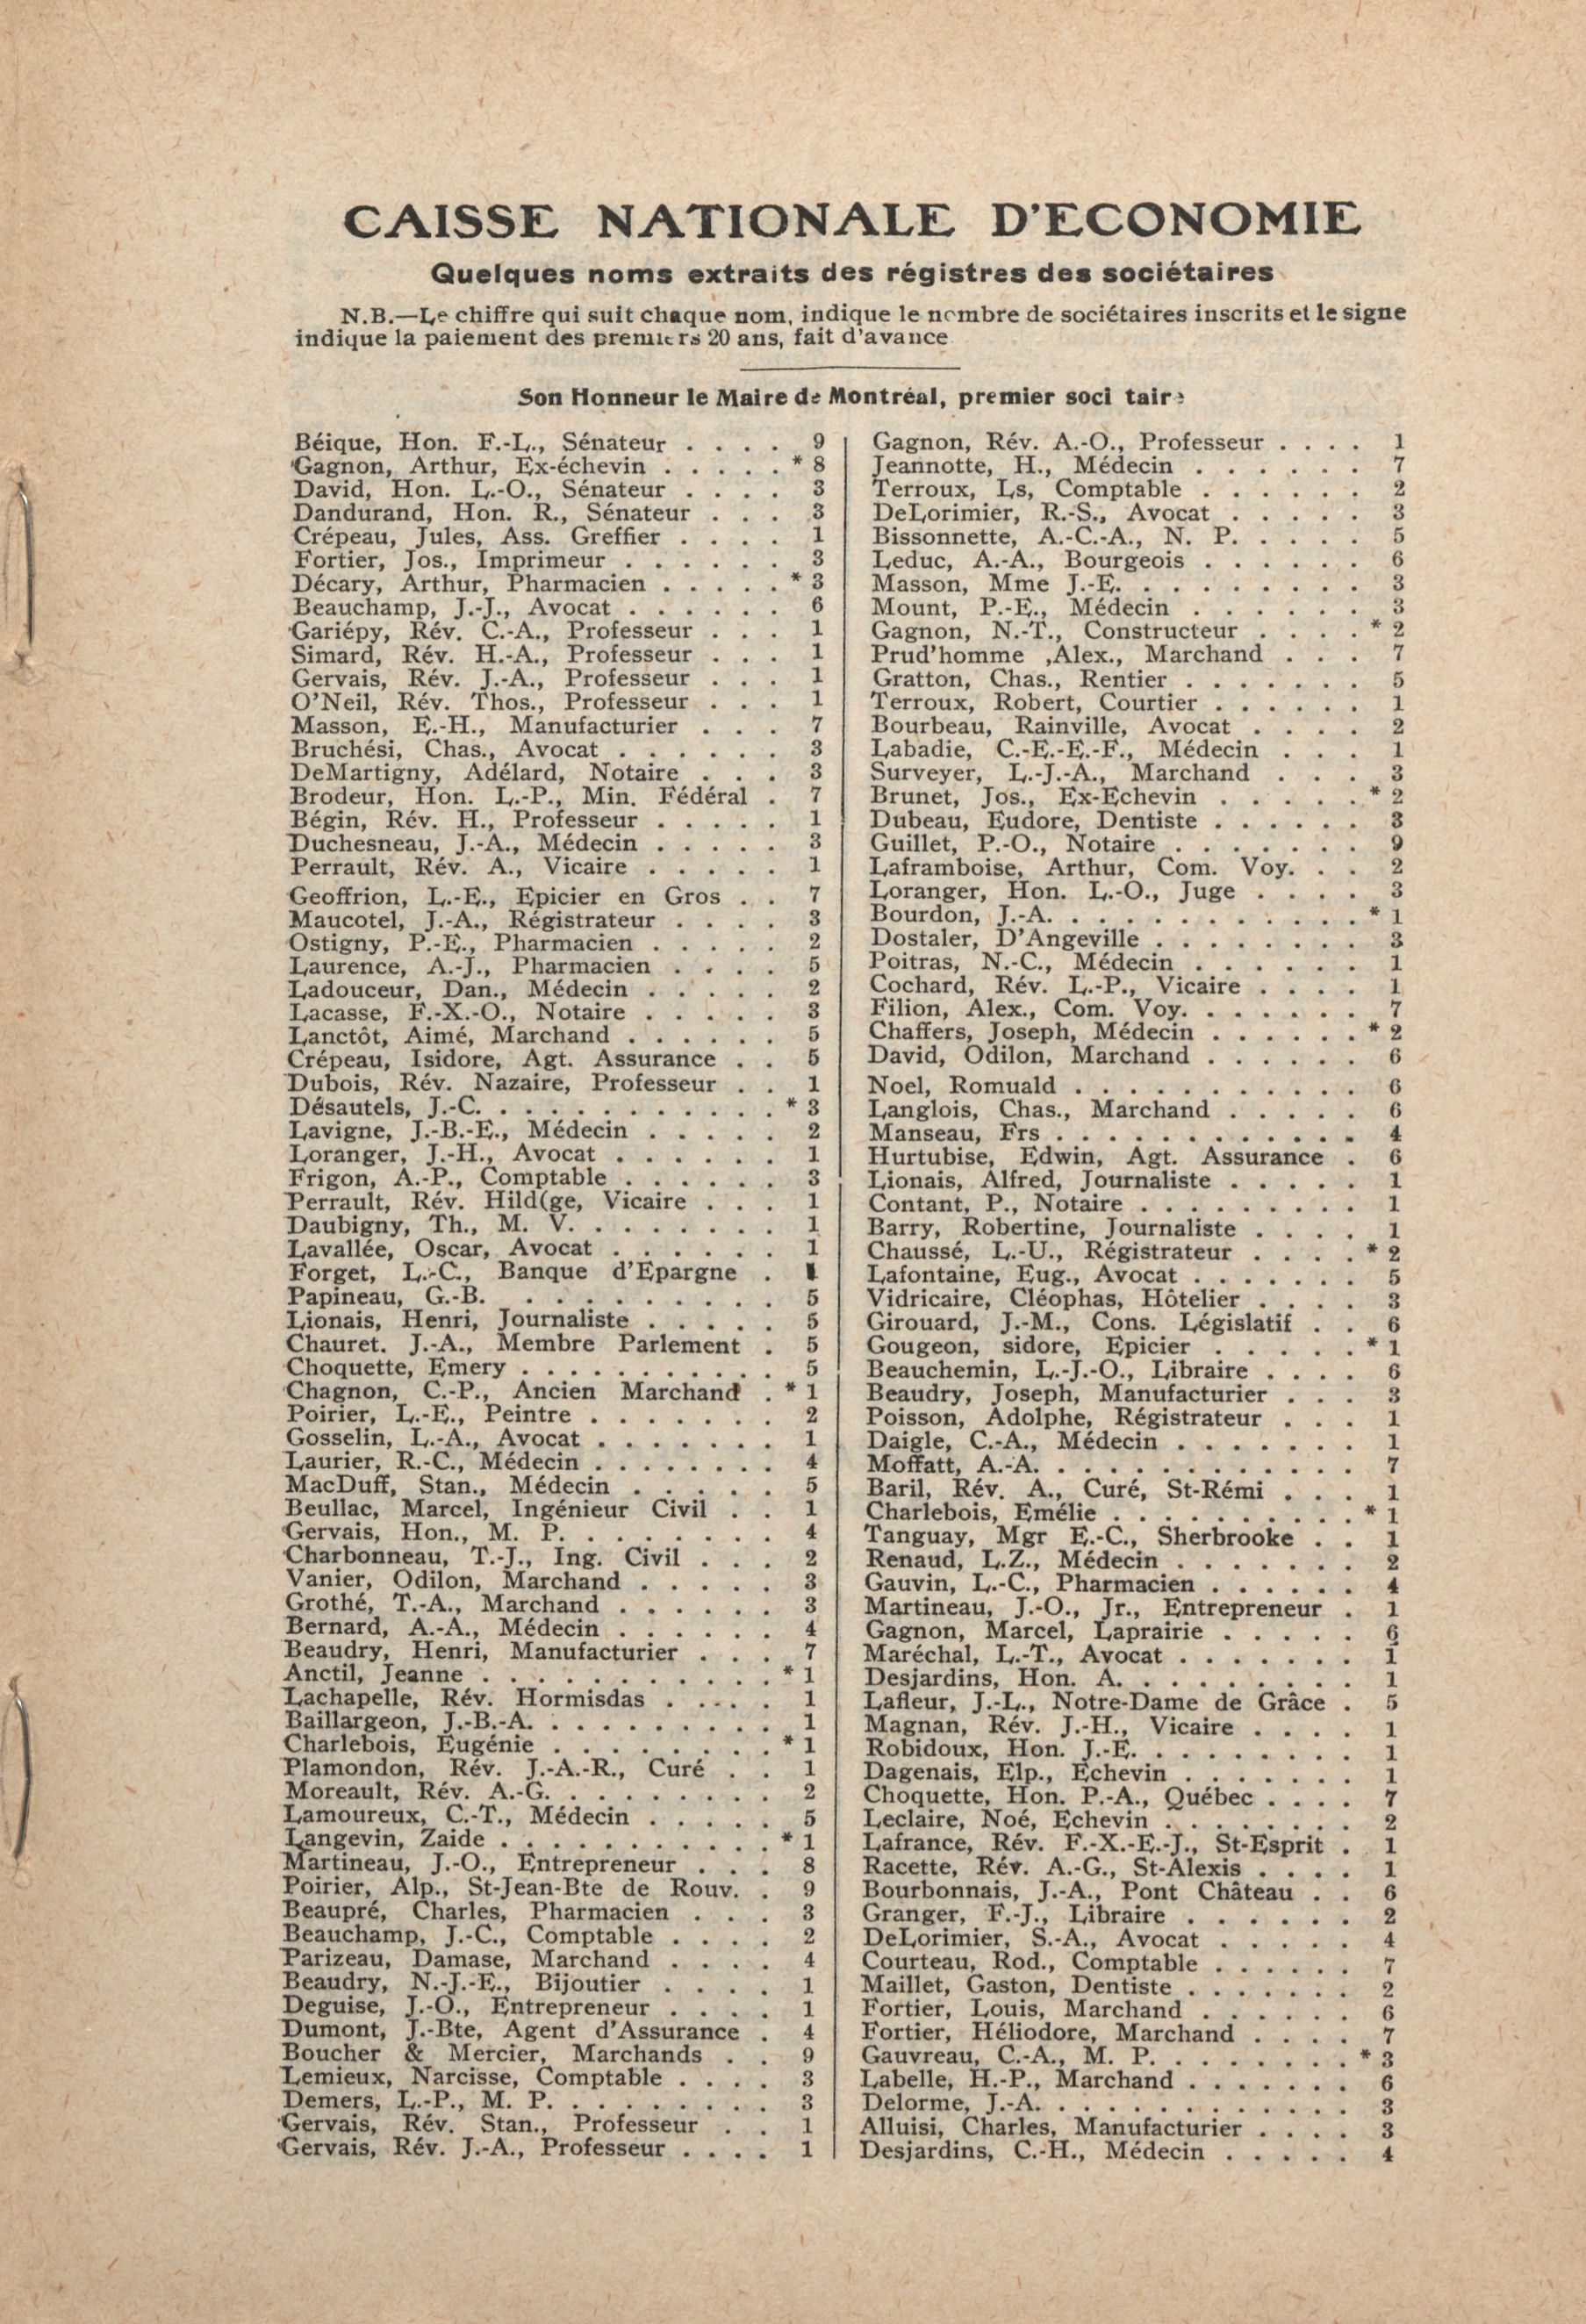 CAISSE NATIONALE D'ECONOMIE
Quelques noms extraits des régistres des sociétaires
N.B.—Le chiffre qui suit chaque nom, indique le nombre de sociétaires inscrits et le signe
indique la paiement des premiers 20 ans, fait d'avance
Son Honneur le Maire de Montréal, premier soci taire
Béique, Hon. F.-L., Sénateur . . . . 9
Gagnon, Arthur, Ex-échevin . . . . . * 8
David, Hon. L.-O., Sénateur . . . . 3
Dandurand, Hon. R., Sénateur . . . 3
Crépeau, Jules, Ass. Greffier . . . . 1
Fortier, Jos., Imprimeur . . . . . . 3
Décary, Arthur, Pharmacien . . . . . * 3
Beauchamp, J.-J., Avocat . . . . . . 6
Gariépy, Rév. C.-A., Professeur . . . 1
Simard, Rév. H.-A., Professeur . . . 1
Gervais, Rév. J.-A., Professeur . . . 1
O'Neil, Rév. Thos., Professeur . . . 1
Masson, E.-H., Manufacturier . . . 7
Bruchési, Chas., Avocat . . . . . . 3
DeMartigny, Adélard, Notaire . . . 3
Brodeur, Hon. L.-P., Min. Fédéral . 7
Bégin, Rév. H., Professeur . . . . . 1
Duchesneau, J.-A., Médecin . . . . . 3
Perrault, Rév. A., Vicaire . . . . . 1
Geoffrion, L.-E., Epicier en Gros . . 7
Maucotel, J.-A., Régistrateur . . . . 3
Ostigny, P.-E., Pharmacien . . . . . 2
Laurence, A.-J., Pharmacien . . . . 5
Ladouceur, Dan., Médecin . . . . . 2
Lacasse, F.-X.-O., Notaire . . . . . 3
Lanctôt, Aimé, Marchand . . . . . . 5
Crépeau, Isidore, Agt. Assurance . . 5
Dubois, Rév. Nazaire, Professeur . . 1
Désautels, J.-C. . . . . . . . . . . . * 3
Lavigne, J.-B.-E., Médecin . . . . . 2
Loranger, J.-H., Avocat . . . . . . 1
Frigon, A.-P., Comptable . . . . . . 3
Perrault, Rév. Hild(ge, Vicaire . . . 1
Daubigny, Th., M. V. . . . . . . . 1
Lavallée, Oscar, Avocat . . . . . . 1
Forget, L.-C., Banque d'Epargne . 1
Papineau, G.-B. . . . . . . . . . 5
Lionais, Henri, Journaliste . . . . . 5
Chauret. J.-A., Membre Parlement . 5
Choquette, Emery . . . . . . . . . . 5
Chagnon, C.-P., Ancien Marchand . * 1
Poirier, L.-E., Peintre . . . . . . . 2
Gosselin, L.-A., Avocat . . . . . . . 1
Laurier, R.-C., Médecin . . . . . . . . 4
MacDuff, Stan., Médecin . . . . . 5
Beullac, Marcel, Ingénieur Civil . . 1
Gervais, Hon., M. P. . . . . . . . 4
Charbonneau, T.-J., Ing. Civil . . . 2
Vanier, Odilon, Marchand . . . . . 3
Grothé, T.-A., Marchand . . . . . . 3
Bernard, A.-A., Médecin . . . . . . 4
Beaudry, Henri, Manufacturier . . . 7
Anctil, Jeanne . . . . . . . . . . . * 1
Lachapelle, Rév. Hormisdas . . . . . 1
Baillargeon, J.-B.-A. . . . . . . . . . 1
Charlebois, Eugénie . . . . . . . . * 1
Plamondon, Rév. J.-A.-R., Curé . . 1
Moreault, Rév. A.-G. . . . . . . . . 2
Lamoureux, C.-T., Médecin . . . . . 5
Langevin, Zaide . . . . . . . . . . . * 1
Martineau, J.-O., Entrepreneur . . . 8
Poirier, Alp., St-Jean-Bte de Rouv. . 9
Beaupré, Charles, Pharmacien . . . 3
Beauchamp, J.-C., Comptable . . . . 2
Parizeau, Damase, Marchand . . . . 4
Beaudry, N.-J.-E., Bijoutier . . . . 1
Deguise, J.-O., Entrepreneur . . . . 1
Dumont, J.-Bte, Agent d'Assurance . 4
Boucher & Mercier, Marchands . . 9
Lemieux, Narcisse, Comptable . . . . 3
Demers, L.-P., M. P. . . . . . . . . 3
Gervais, Rév. Stan., Professeur . . 1
Gervais, Rév. J.-A., Professeur . . . . 1
Gagnon, Rév. A.-O., Professeur . . . . 1
Jeannotte, H., Médecin . . . . . . 7
Terroux, Ls, Comptable . . . . . . 2
DeLorimier, R.-S., Avocat . . . . . 3
Bissonnette, A.-C.-A., N. P. . . . . 5
Leduc, A.-A., Bourgeois . . . . . . 6
Masson, Mme J.-E. . . . . . . . . 3
Mount, P.-E., Médecin . . . . . . 3
Gagnon, N.-T., Constructeur . . . . * 2
Prud'homme ,Alex., Marchand . . . 7
Gratton, Chas., Rentier . . . . . . . 5
Terroux, Robert, Courtier . . . . . . 1
Bourbeau, Rainville, Avocat . . . . 2
Labadie, C.-E.-E.-F., Médecin . . . 1
Surveyer, L.-J.-A., Marchand . . . 3
Brunet, Jos., Ex-Echevin . . . . . * 2
Dubeau, Eudore, Dentiste . . . . . . 3
Guillet, P.-O., Notaire . . . . . . . 9
Laframboise, Arthur, Com. Voy. . . 2
Loranger, Hon. L.-O., Juge . . . . 3
Bourdon, J.-A. . . . . . . . . . . . * 1
Dostaler, D'Angeville . . . . . . . . 3
Poitras, N.-C., Médecin . . . . . . 1
Cochard, Rév. L.-P., Vicaire . . . . 1
Filion, Alex., Com. Voy. . . . . . . 7
Chaffers, Joseph, Médecin . . . . . . * 2
David, Odilon, Marchand . . . . . . 6
Noel, Romuald . . . . . . . . . . . 6
Langlois, Chas., Marchand . . . . . 6
Manseau, Frs . . . . . . . . . . . . 4
Hurtubise, Edwin, Agt. Assurance . 6
Lionais, Alfred, Journaliste . . . . . 1
Contant, P., Notaire . . . . . . . . . 1
Barry, Robertine, Journaliste . . . . 1
Chaussé, L.-U., Régistrateur . . . . * 2
Lafontaine, Eug., Avocat . . . . . . . 5
Vidricaire, Cléophas, Hôtelier . . . . 3
Girouard, J.-M., Cons. Législatif . . 6
Gougeon, sidore, Epicier . . . . . * 1
Beauchemin, L.-J.-O., Libraire . . . . 6
Beaudry, Joseph, Manufacturier . . . 3
Poisson, Adolphe, Régistrateur . . . 1
Daigle, C.-A., Médecin . . . . . . . 1
Moffatt, A.-A. . . . . . . . . . . . 7
Baril, Rév. A., Curé, St-Rémi . . . 1
Charlebois, Emélie . . . . . . . . . * 1
Tanguay, Mgr E.-C., Sherbrooke . . 1
Renaud, L.Z., Médecin . . . . . . . 2
Gauvin, L.-C., Pharmacien . . . . . . 4
Martineau, J.-O., Jr., Entrepreneur . 1
Gagnon, Marcel, Laprairie . . . . . 6
Maréchal, L.-T., Avocat . . . . . . . 1
Desjardins, Hon. A. . . . . . . . . 1
Lafleur, J.-L., Notre-Dame de Grâce . 5
Magnan, Rév. J.-H., Vicaire . . . . 1
Robidoux, Hon. J.-E. . . . . . . . . 1
Dagenais, Elp., Echevin . . . . . . . 1
Choquette, Hon. P.-A., Québec . . . . 7
Leclaire, Noé, Echevin . . . . . . . . 2
Lafrance, Rév. F.-X.-E.-J., St-Esprit . 1
Racette, Rév. A.-G., St-Alexis . . . . 1
Bourbonnais, J.-A., Pont Château . . 6
Granger, F.-J., Libraire . . . . . . 2
DeLorimier, S.-A., Avocat . . . . . 4
Courteau, Rod., Comptable . . . . . . 7
Maillet, Gaston, Dentiste . . . . . . . 2
Fortier, Louis, Marchand . . . . . . 6
Fortier, Héliodore, Marchand . . . . 7
Gauvreau, C.-A., M. P. . . . . . . . * 3
Labelle, H.-P., Marchand . . . . . . . 6
Delorme, J.-A. . . . . . . . . . . . 3
Alluisi, Charles, Manufacturier . . . . 3
Desjardins, C.-H., Médecin . . . . . 4